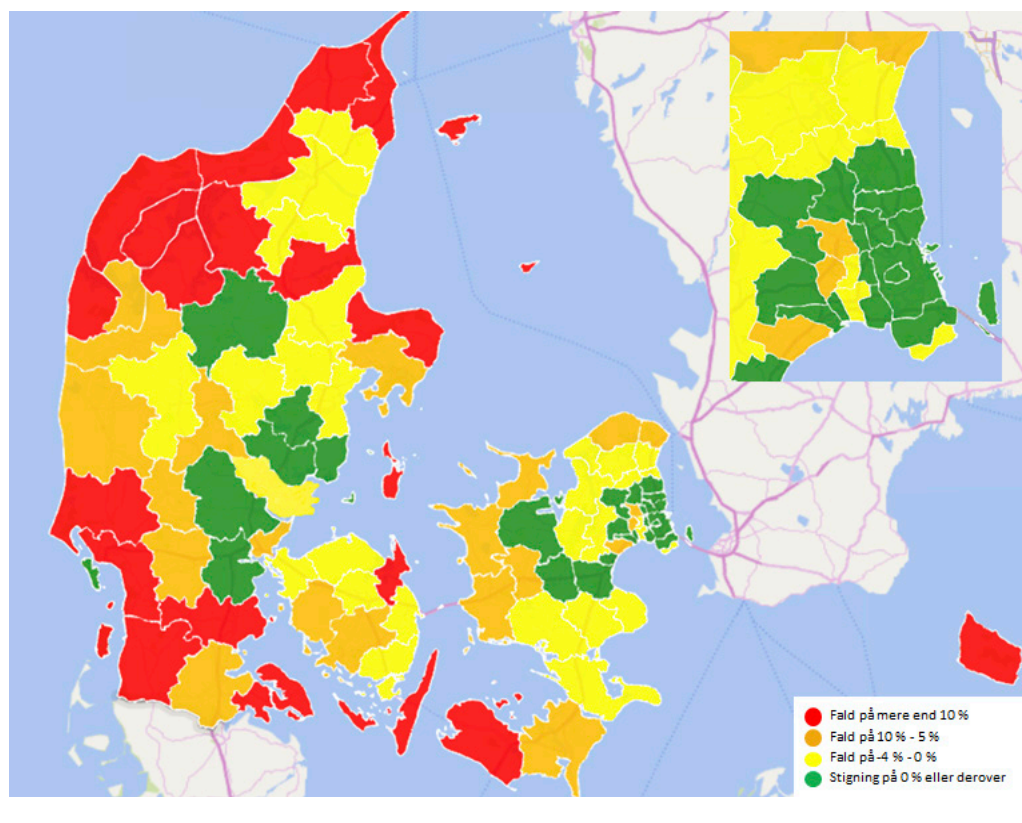 Fald på mere end 10 %
Fald på 10 % - 5 %
Fald på -4 % - 0 %
Stigning på 0 % eller derover